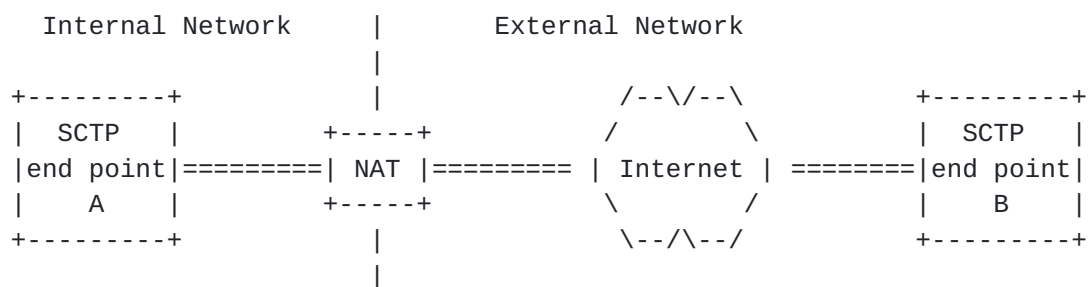 Internal Network | External Network
|
+---------+ | /--\/--\ +---------+
| SCTP | +-----+ / \ | SCTP |
|end point|=========| NAT |========= | Internet | ========|end point|
| A | +-----+ \ / | B |
+---------+ | \--/\--/ +---------+
|